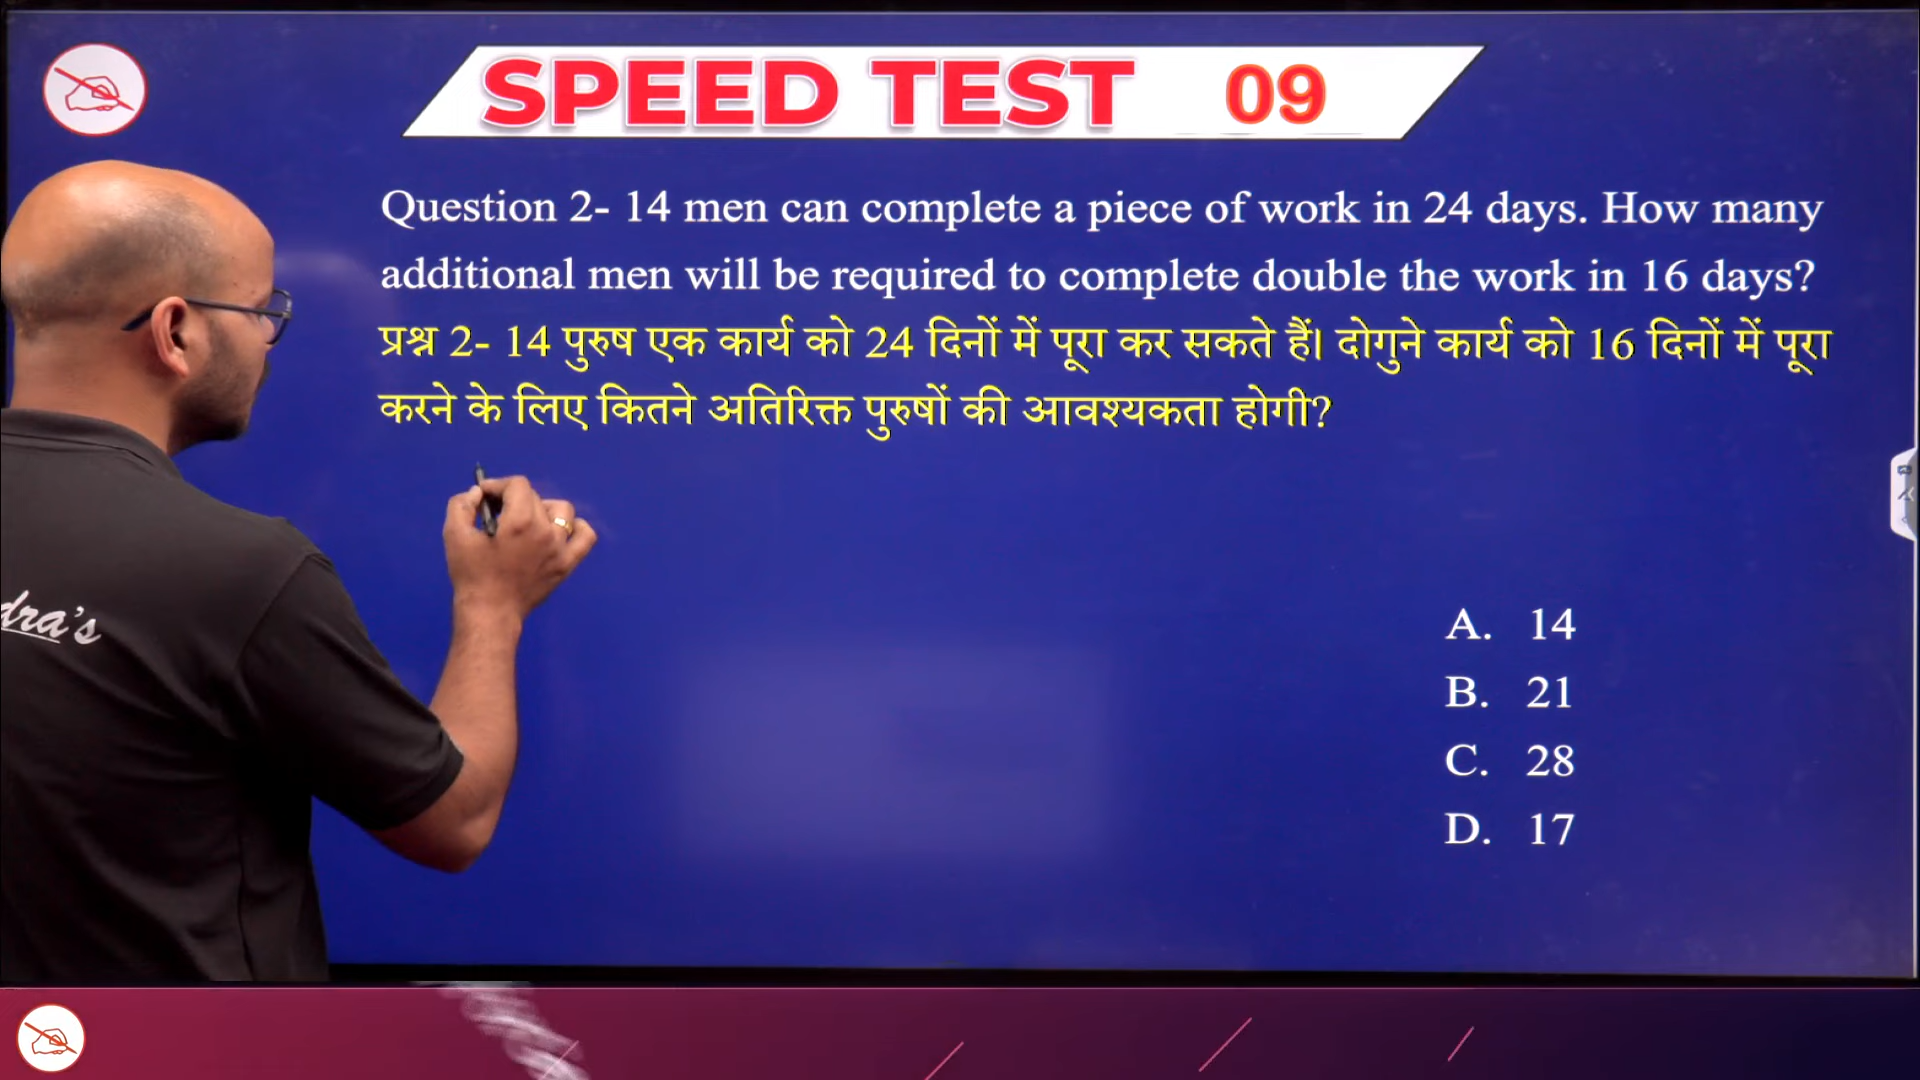 SPEED TEST 09
Question 2- 14 men can complete a piece of work in 24 days. How many
additional men will be required to complete double the work in 16 days?
प्रश्न 2- 14 पुरुष एक कार्य को 24 दिनों में पूरा कर सकते हैं। दोगुने कार्य को 16 दिनों में पूरा
करने के लिए कितने अतिरिक्त पुरुषों की आवश्यकता होगी?
A. 14
B. 21
C. 28
D. 17
dra's